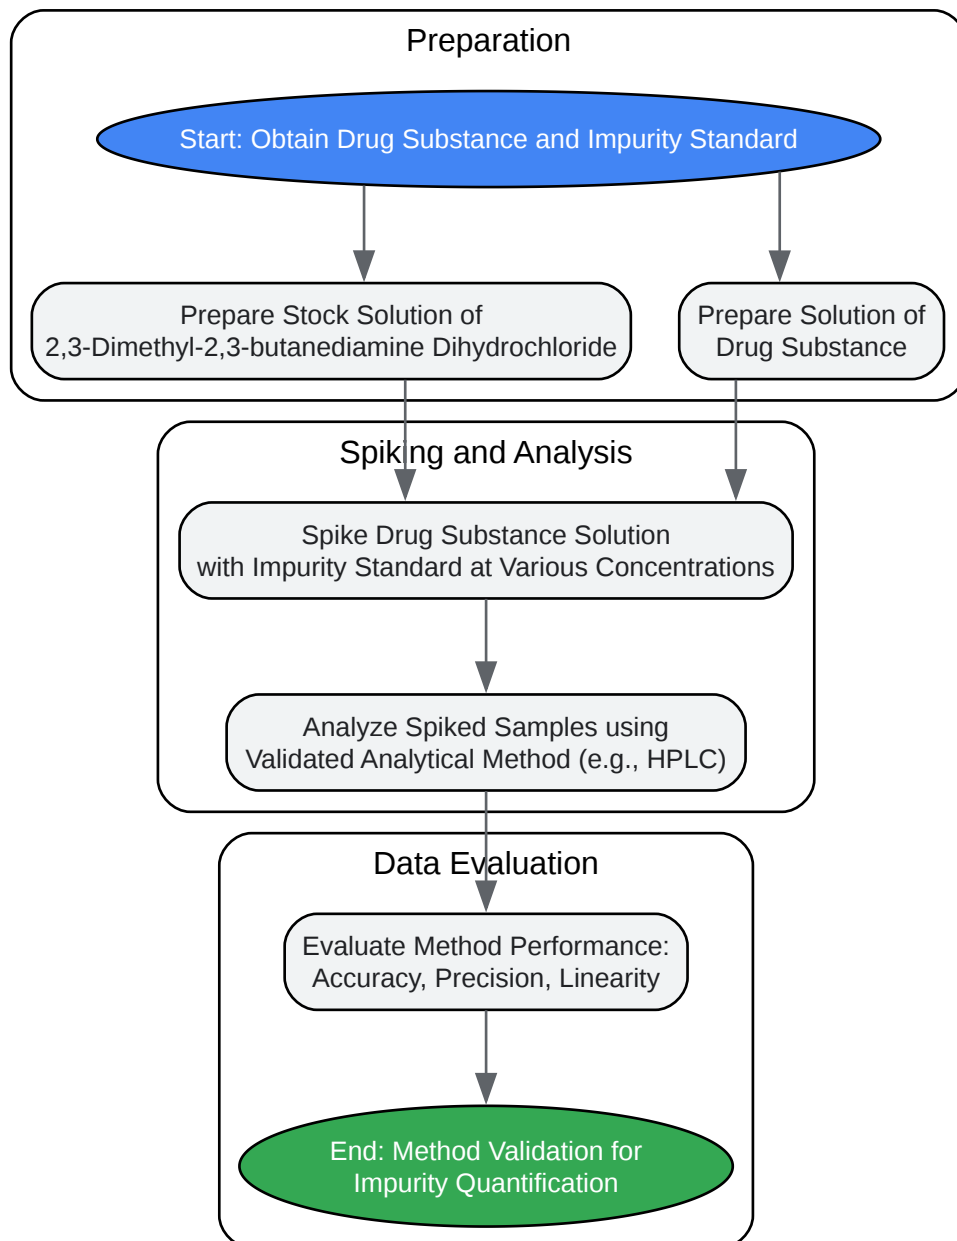 Preparation
Start: Obtain Drug Substance and Impurity Standard
Prepare Stock Solution of
2,3-Dimethyl-2,3-butanediamine Dihydrochloride
Prepare Solution of
Drug Substance
Spiking and Analysis
Spike Drug Substance Solution
with Impurity Standard at Various Concentrations
Analyze Spiked Samples using
Validated Analytical Method (e.g., HPLC)
Data Evaluation
Evaluate Method Performance:
Accuracy, Precision, Linearity
End: Method Validation for
Impurity Quantification